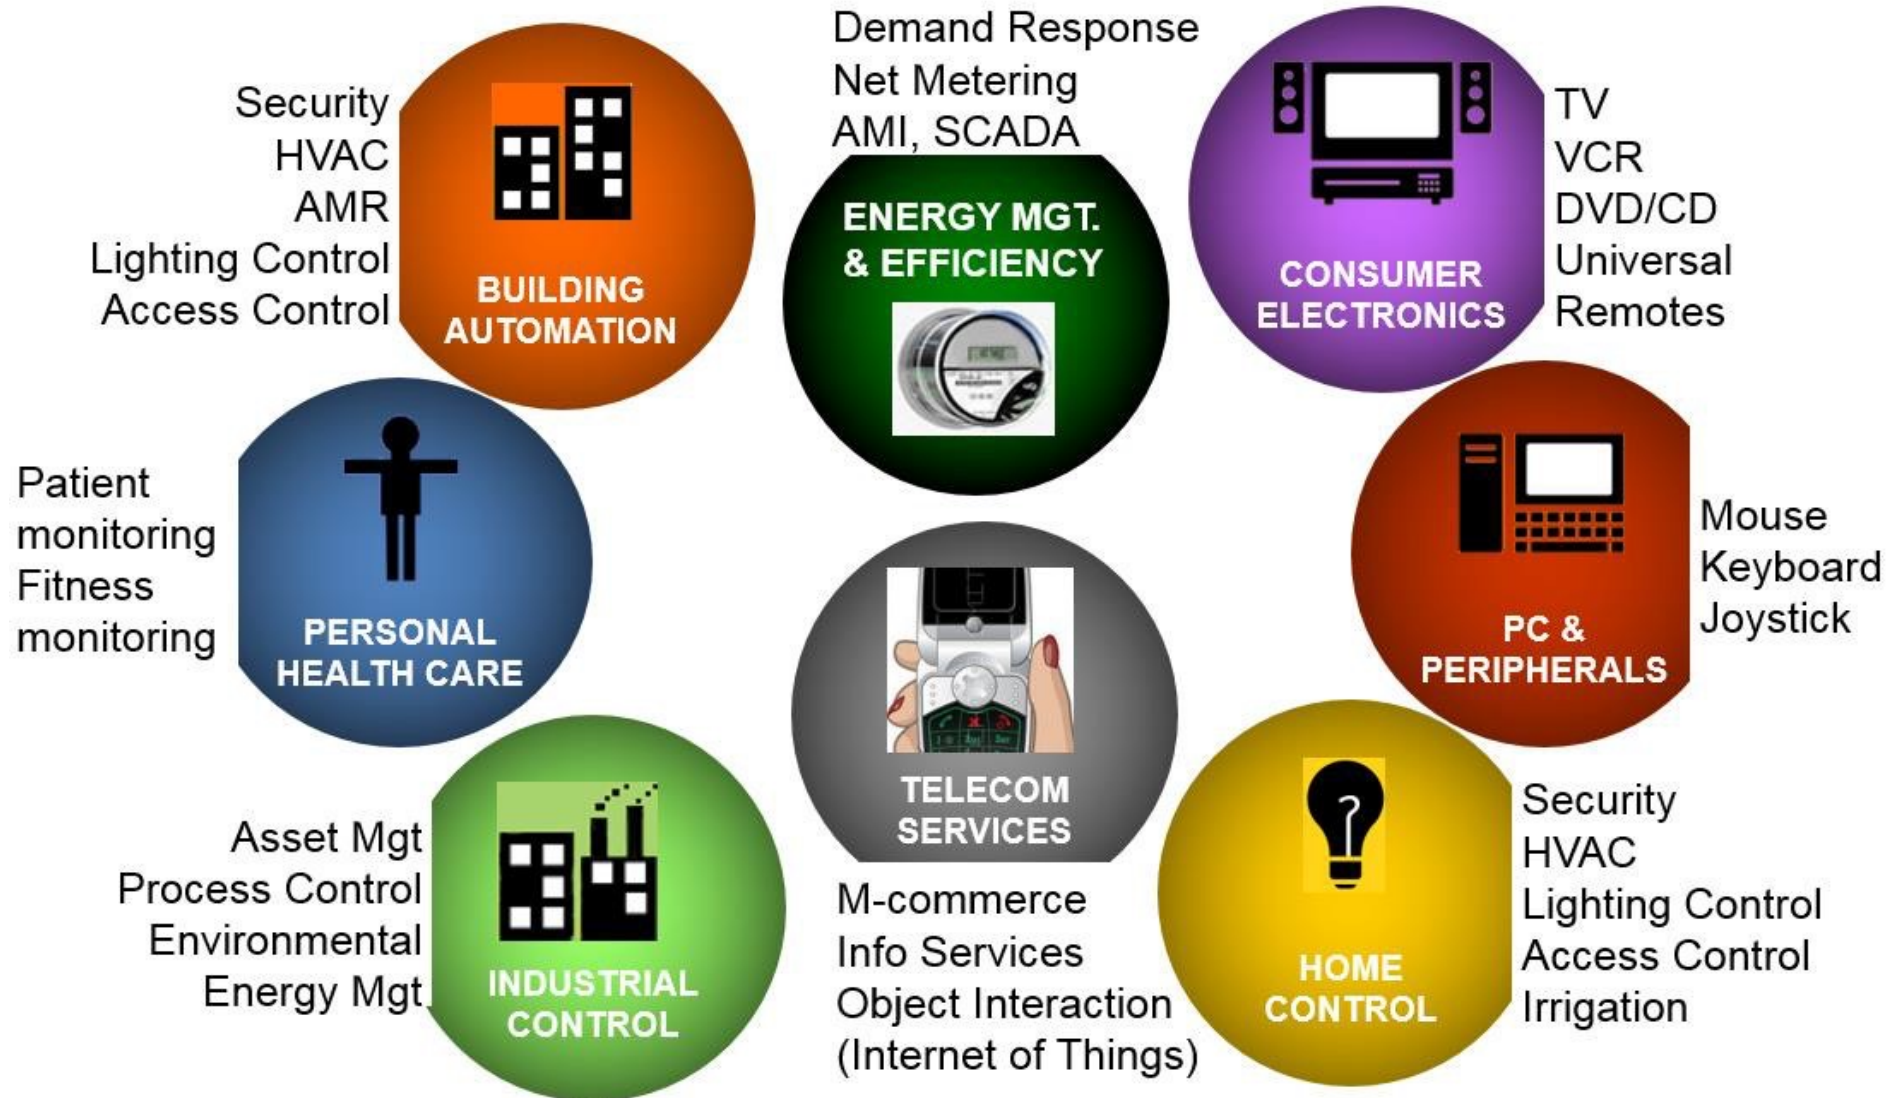 Security
HVAC
AMR
Lighting Control
Access Control
BUILDING
AUTOMATION
Demand Response
Net Metering
AMI, SCADA
ENERGY MGT.
& EFFICIENCY
CONSUMER
ELECTRONICS
TV
VCR
DVD/CD
Universal
Remotes
Patient
monitoring
Fitness
monitoring
PERSONAL
HEALTH CARE
PC &
PERIPHERALS
Mouse
Keyboard
Joystick
Asset Mgt
Process Control
Environmental
Energy Mgt
INDUSTRIAL
CONTROL
TELECOM
SERVICES
M-commerce
Info Services
Object Interaction
(Internet of Things)
HOME
CONTROL
Security
HVAC
Lighting Control
Access Control
Irrigation